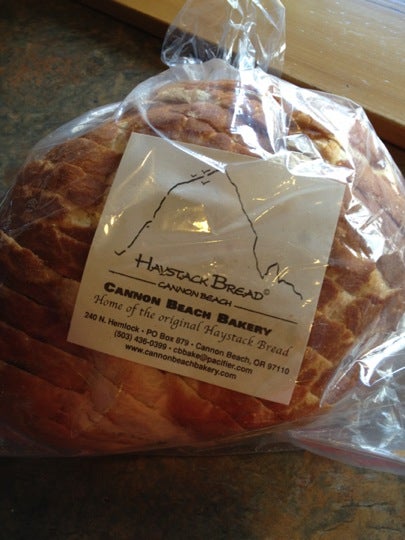 HAYSTACK BREAD©
CANNON BEACH
CANNON BEACH BAKERY
Home of the original Haystack Bread
240 N. Hemlock • PO Box 879 • Cannon Beach, OR 97110
(503) 436-0399 • cbbake@pacifier.com
www.cannonbeachbakery.com